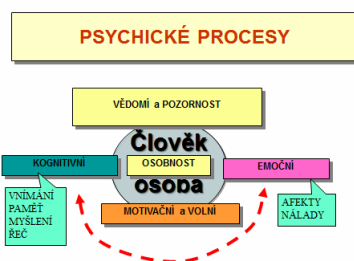 PSYCHICKÉ PROCESY
VĚDOMÍ a POZORNOST
Člověk
KOGNITIVNÍ
OSOBNOST
EMOČNÍ
osoba
VNÍMÁNÍ
PAMĚŤ
MYŠLENÍ
ŘEČ
MOTIVAČNÍ a VOLNÍ
AFEKTY
NÁLADY